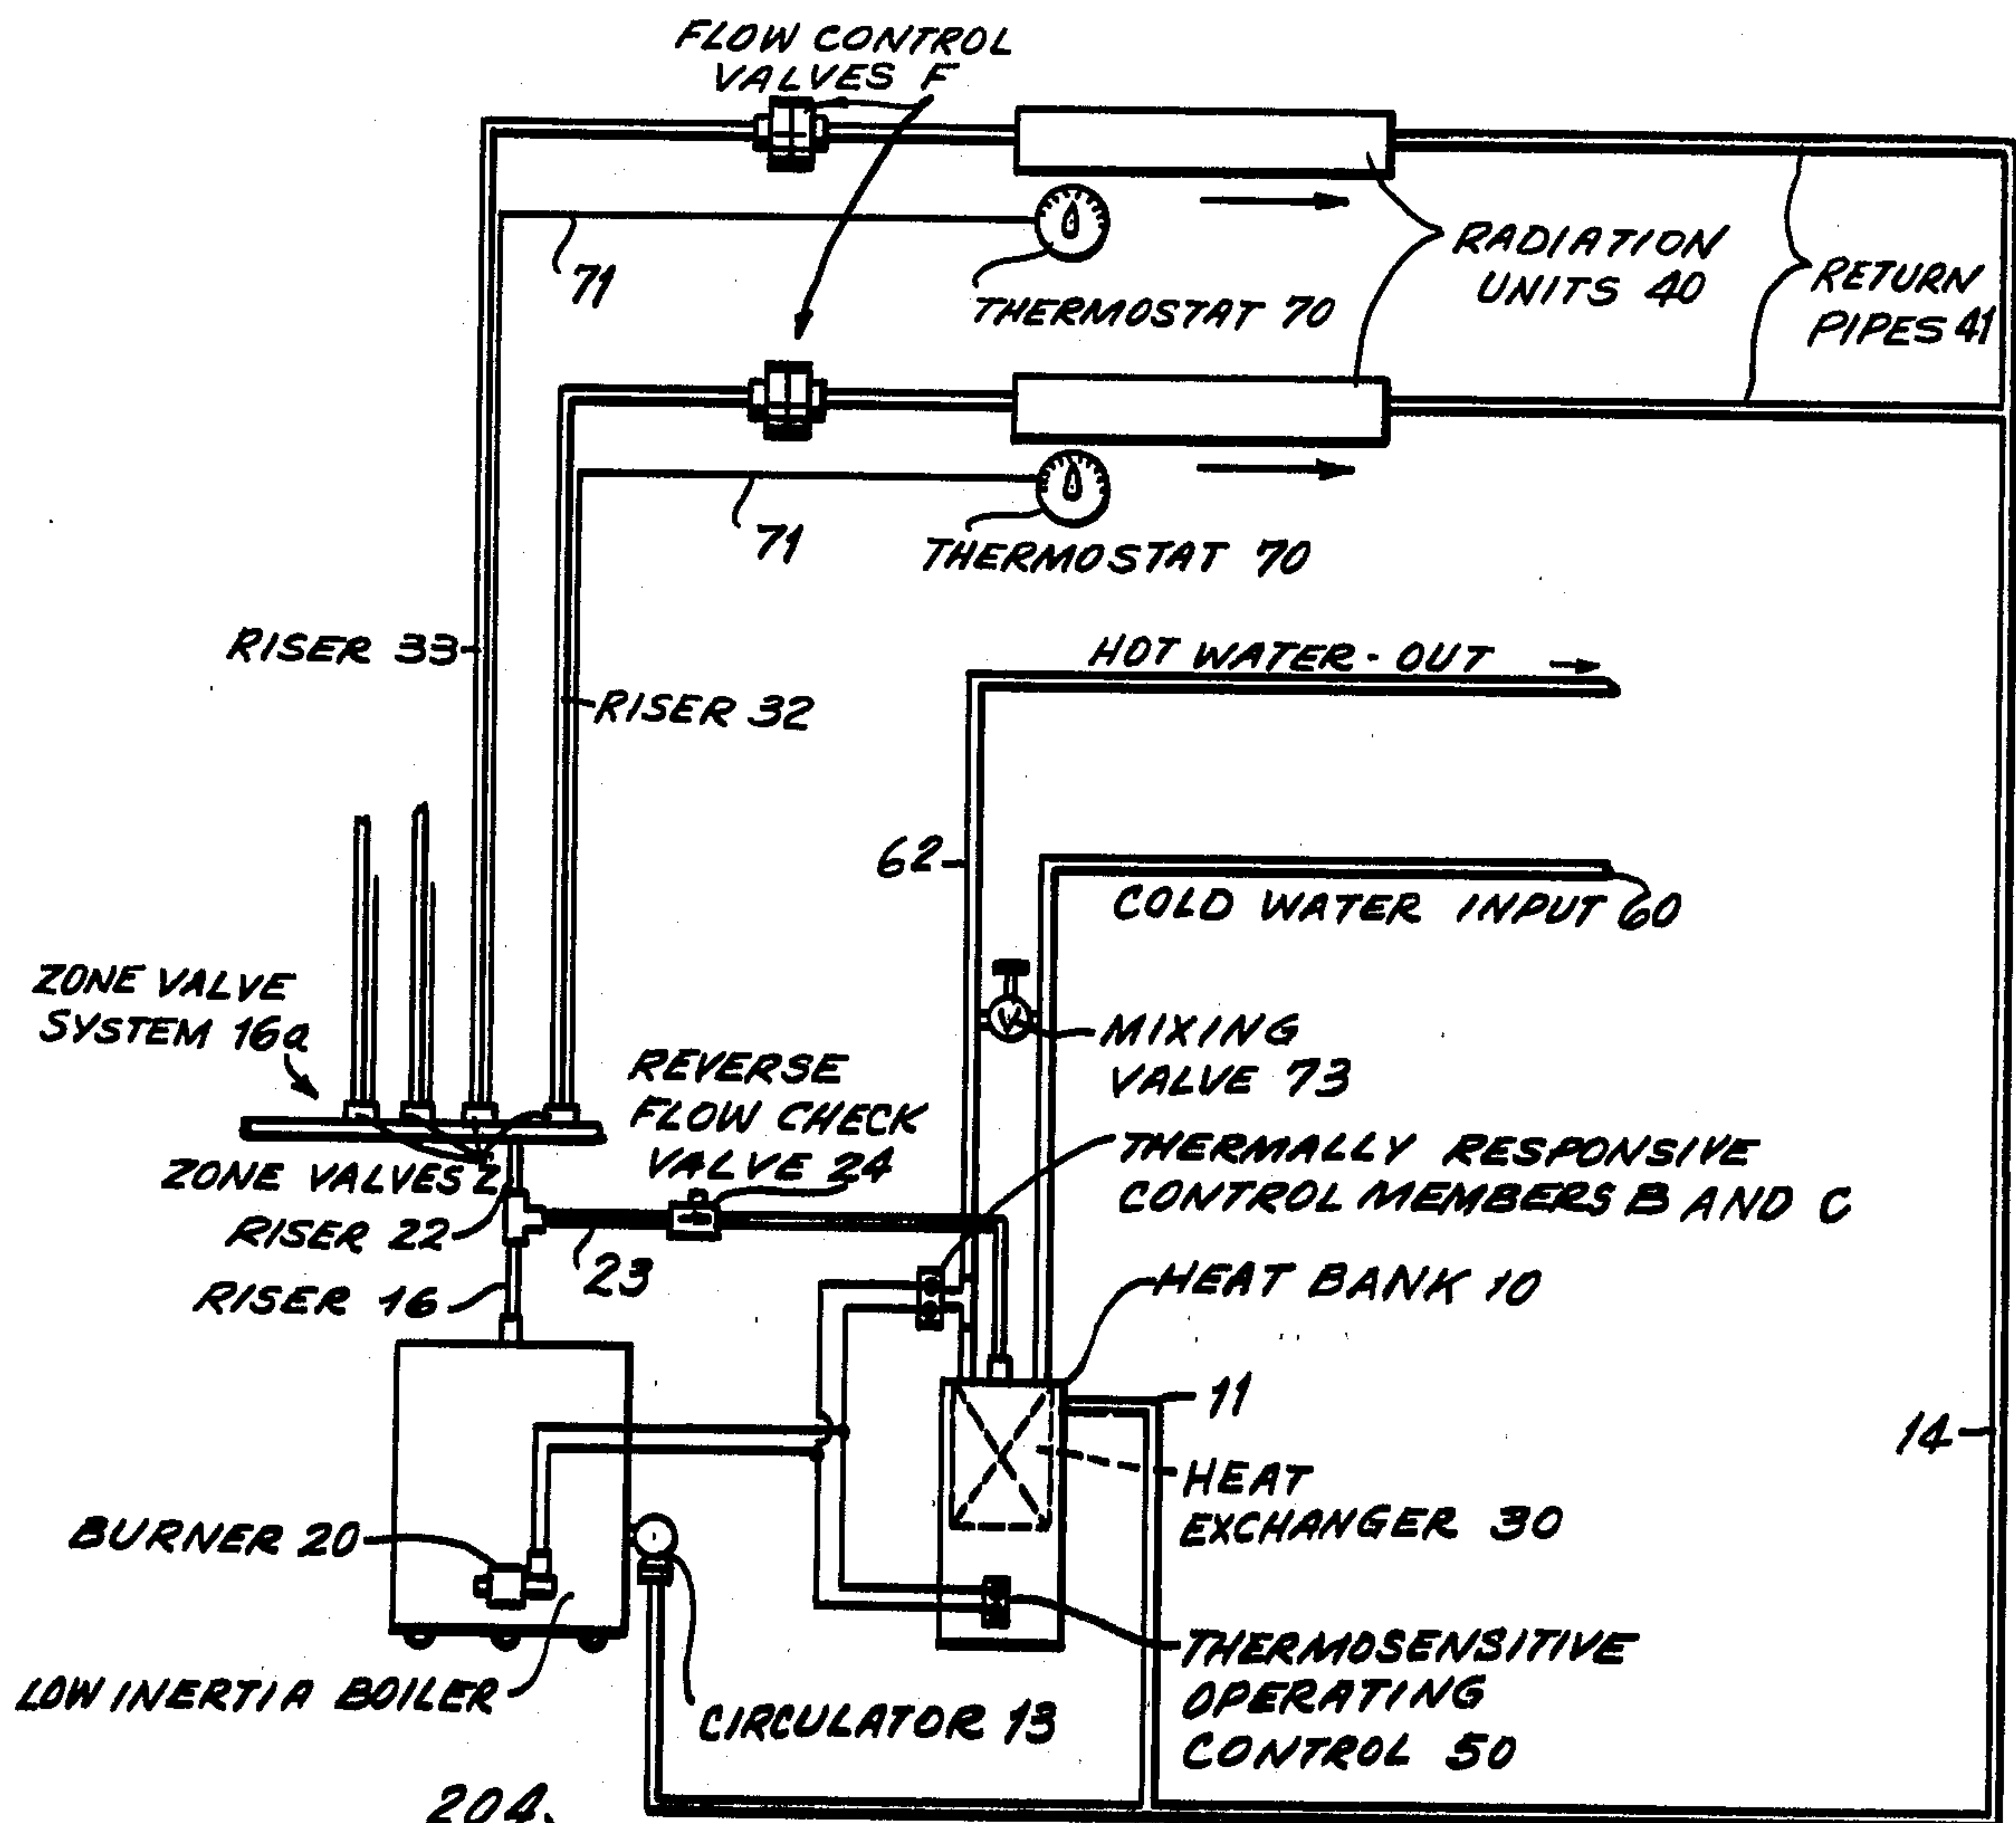 FLOW CONTROL
VALVES F
RADIATION
UNITS 40
RETURN
PIPES 41
71
THERMOSTAT 70
71
THERMOSTAT 70
RISER 33
RISER 32
HOT WATER - OUT
62
COLD WATER INPUT 60
ZONE VALVE
SYSTEM 16a
MIXING
VALVE 73
REVERSE
FLOW CHECK
VALVE 24
THERMALLY RESPONSIVE
CONTROL MEMBERS B AND C
ZONE VALVES Z
RISER 22
23
RISER 16
HEAT BANK 10
11
14
HEAT
EXCHANGER 30
BURNER 20
THERMOSENSITIVE
OPERATING
CONTROL 50
LOW INERTIA BOILER
CIRCULATOR 13
204